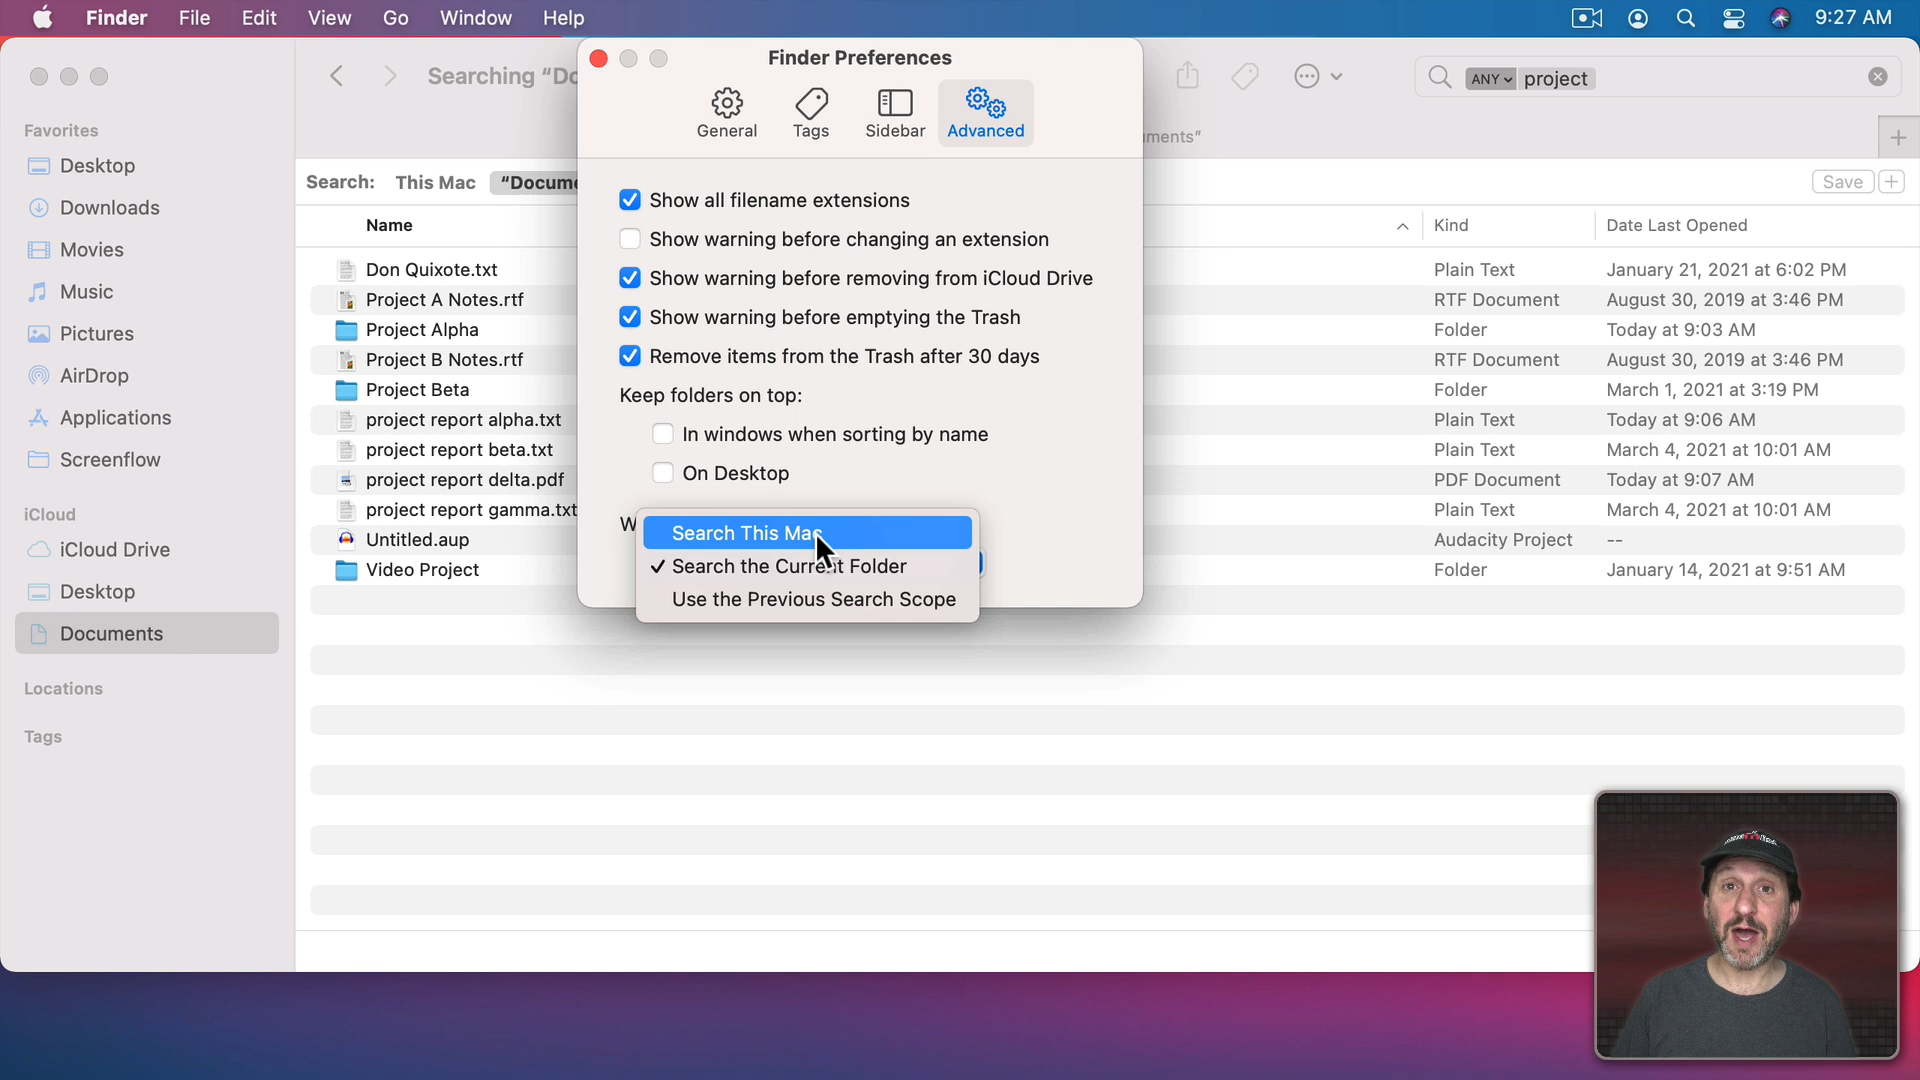 Finder File Edit View Go Window Help 9:27 AM
Finder Preferences
Searching “Do
ANY project
General Tags Sidebar Advanced
ments”
Favorites
Desktop
Downloads
Movies
Music
Pictures
AirDrop
Applications
Screenflow
iCloud
iCloud Drive
Desktop
Documents
Locations
Tags
Search: This Mac “Docume Save
Name Kind Date Last Opened
Don Quixote.txt Plain Text January 21, 2021 at 6:02 PM
Project A Notes.rtf RTF Document August 30, 2019 at 3:46 PM
Project Alpha Folder Today at 9:03 AM
Project B Notes.rtf RTF Document August 30, 2019 at 3:46 PM
Project Beta Folder March 1, 2021 at 3:19 PM
project report alpha.txt Plain Text Today at 9:06 AM
project report beta.txt Plain Text March 4, 2021 at 10:01 AM
project report delta.pdf PDF Document Today at 9:07 AM
project report gamma.txt Plain Text March 4, 2021 at 10:01 AM
Untitled.aup Audacity Project --
Video Project Folder January 14, 2021 at 9:51 AM
Show all filename extensions
Show warning before changing an extension
Show warning before removing from iCloud Drive
Show warning before emptying the Trash
Remove items from the Trash after 30 days
Keep folders on top:
In windows when sorting by name
On Desktop
W
Search This Mac
Search the Current Folder
Use the Previous Search Scope